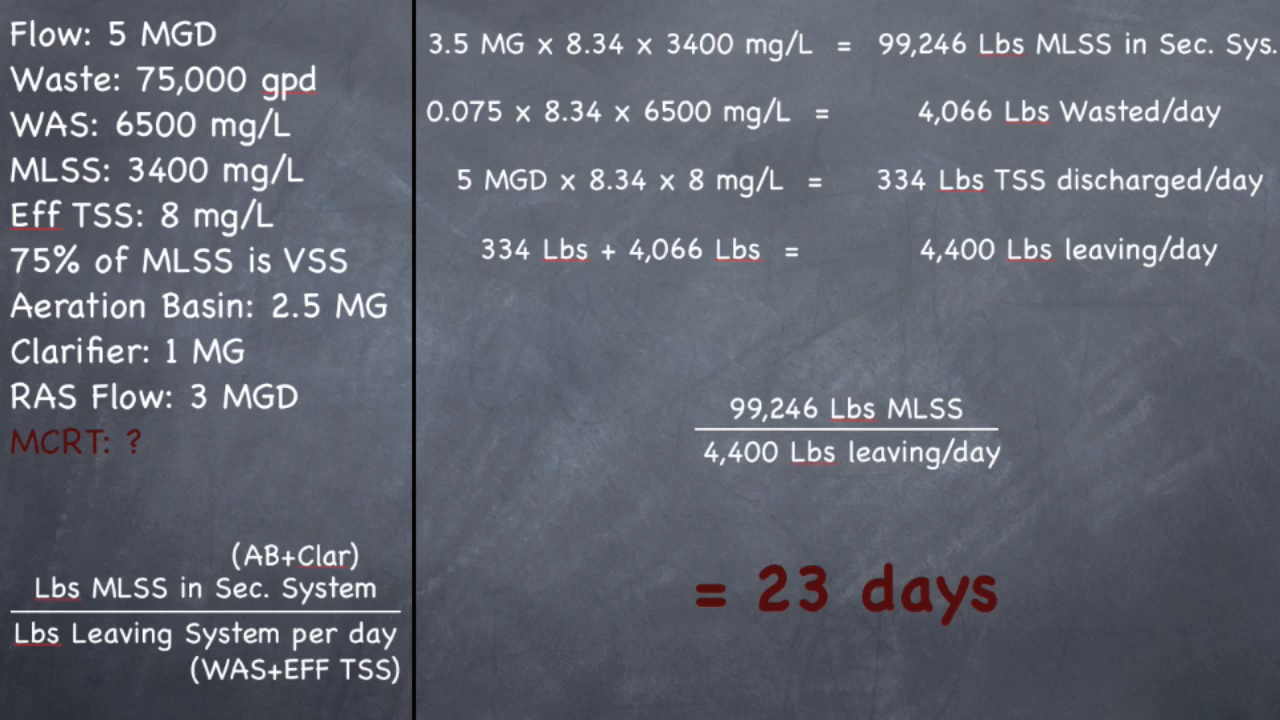 Flow: 5 MGD
Waste: 75,000 gpd
WAS: 6500 mg/L
MLSS: 3400 mg/L
Eff TSS: 8 mg/L
75% of MLSS is VSS
Aeration Basin: 2.5 MG
Clarifier: 1 MG
RAS Flow: 3 MGD
MCRT: ?
(AB+Clar)
Lbs MLSS in Sec. System
Lbs Leaving System per day
(WAS+EFF TSS)
3.5 MG x 8.34 x 3400 mg/L = 99,246 Lbs MLSS in Sec. Sys.
0.075 x 8.34 x 6500 mg/L = 4,066 Lbs Wasted/day
5 MGD x 8.34 x 8 mg/L = 334 Lbs TSS discharged/day
334 Lbs + 4,066 Lbs = 4,400 Lbs leaving/day
99,246 Lbs MLSS
4,400 Lbs leaving/day
= 23 days